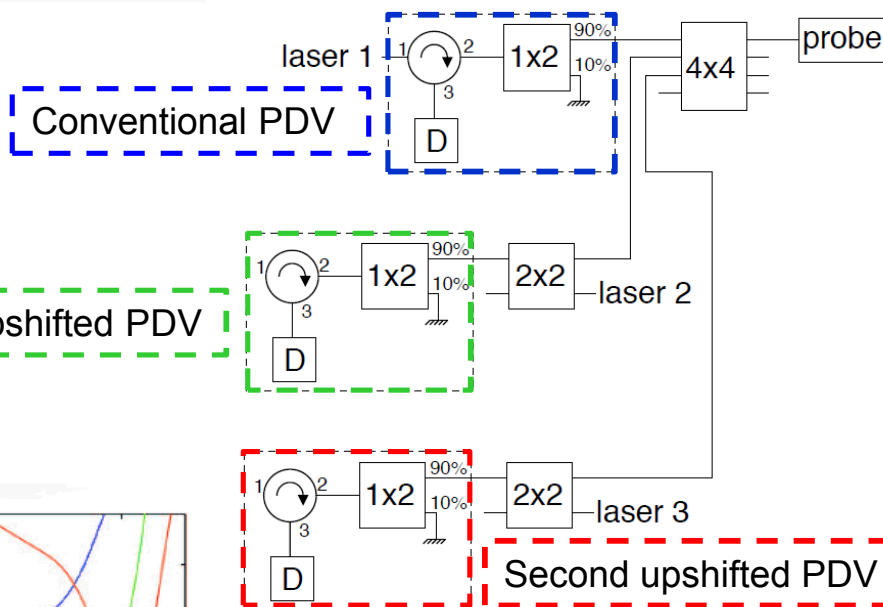 laser 1
1
2
3
D
1x2
90%
10%
4x4
probe
Conventional PDV
1
2
3
D
1x2
90%
10%
2x2
laser 2
PDV
1
2
3
D
1x2
90%
10%
2x2
laser 3
Second upshifted PDV